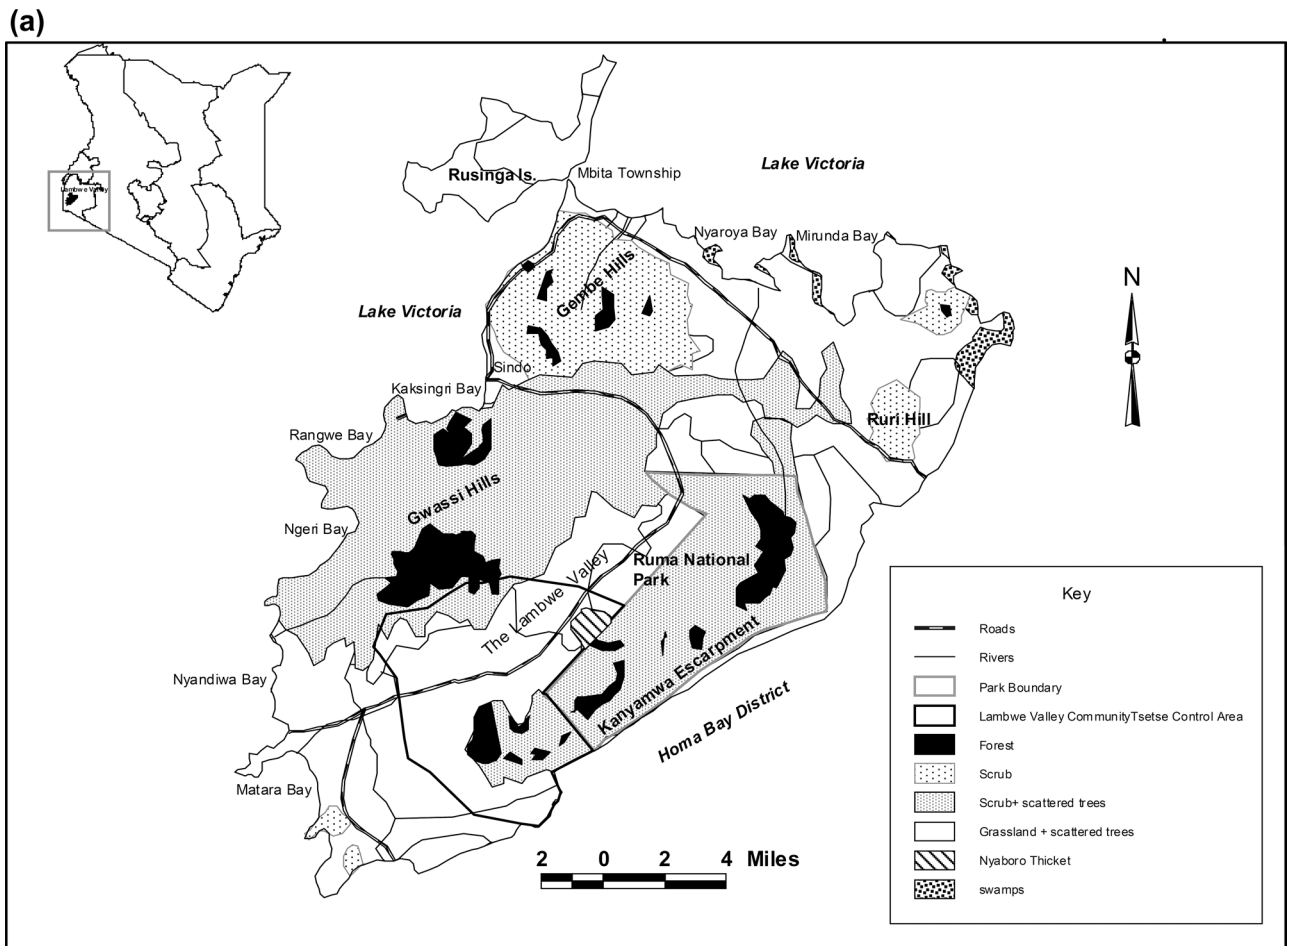 (a)
Lambwe Valley
Lake Victoria
Rusinga Is.
Mbita Township
Nyaroya Bay
Mirunda Bay
Gembe Hills
N
Lake Victoria
Sindo
Kaksingri Bay
Ruri Hill
Rangwe Bay
Gwassi Hills
Ngeri Bay
Ruma National
Park
The Lambwe Valley
Kanyamwa Escarpment
Nyandiwa Bay
Homa Bay District
Matara Bay
2 0 2 4 Miles
Key
Roads
Rivers
Park Boundary
Lambwe Valley CommunityTsetse Control Area
Forest
Scrub
Scrub+ scattered trees
Grassland + scattered trees
Nyaboro Thicket
swamps